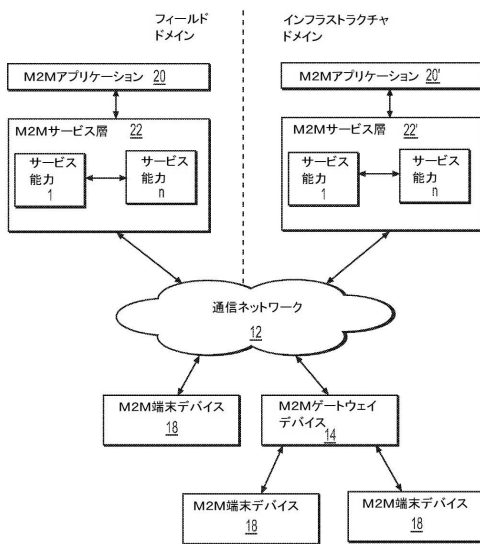 フィールド
ドメイン
インフラストラクチャ
ドメイン
M2Mアプリケーション 20
M2Mアプリケーション 20'
M2Mサービス層 22
サービス
能力
1
サービス
能力
n
M2Mサービス層 22'
サービス
能力
1
サービス
能力
n
通信ネットワーク
12
M2M端末デバイス
18
M2Mゲートウェイ
デバイス
14
M2M端末デバイス
18
M2M端末デバイス
18